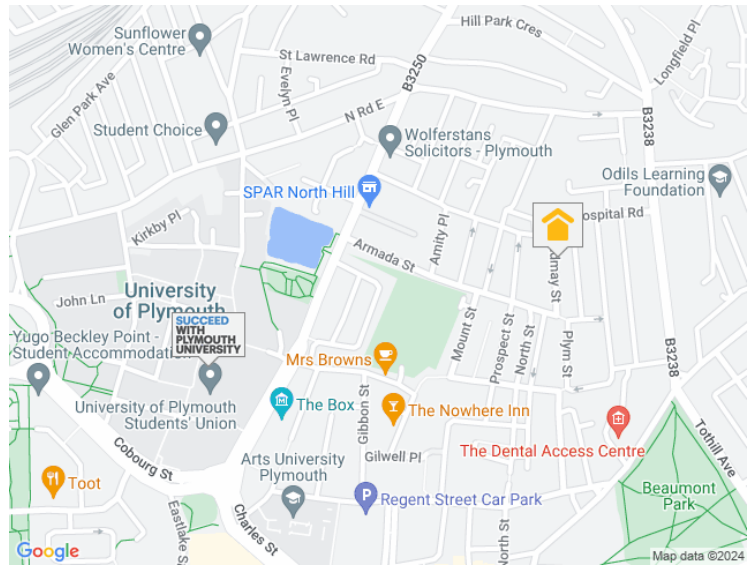 Hill Park Cres
Sunflower
Women's Centre
St Lawrence Rd
B3250
Longfield Pl
Glen Park Ave
Evelyn Pl
B3238
Student Choice
N Rd E
Wolferstans
Solicitors - Plymouth
Odils Learning
Foundation
SPAR North Hill
Kirkby Pl
Amity Pl
ospital Rd
Armada St
dmay St
John Ln
University
of Plymouth
SUCCEED
WITH
PLYMOUTH
UNIVERSITY
Yugo Beckley Point -
Student Accommodation
Mount St
Prospect St
North St
Plym St
B3238
Mrs Browns
University of Plymouth
Students' Union
The Box
Gibbon St
The Nowhere Inn
Tothill Ave
The Dental Access Centre
Cobourg St
Gilwell Pl
Arts University
Plymouth
Toot
Regent Street Car Park
Beaumont
Park
Eastlake S
Charles St
North St
Google
Map data ©2024